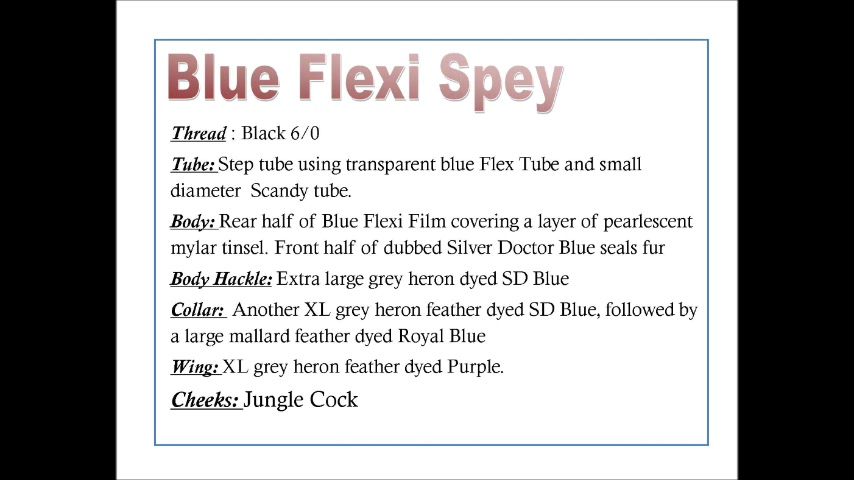 Blue Flexi Spey
Thread : Black 6/0
Tube: Step tube using transparent blue Flex Tube and small
diameter Scandy tube.
Body: Rear half of Blue Flexi Film covering a layer of pearlescent
mylar tinsel. Front half of dubbed Silver Doctor Blue seals fur
Body Hackle: Extra large grey heron dyed SD Blue
Collar: Another XL grey heron feather dyed SD Blue, followed by
a large mallard feather dyed Royal Blue
Wing: XL grey heron feather dyed Purple.
Cheeks: Jungle Cock